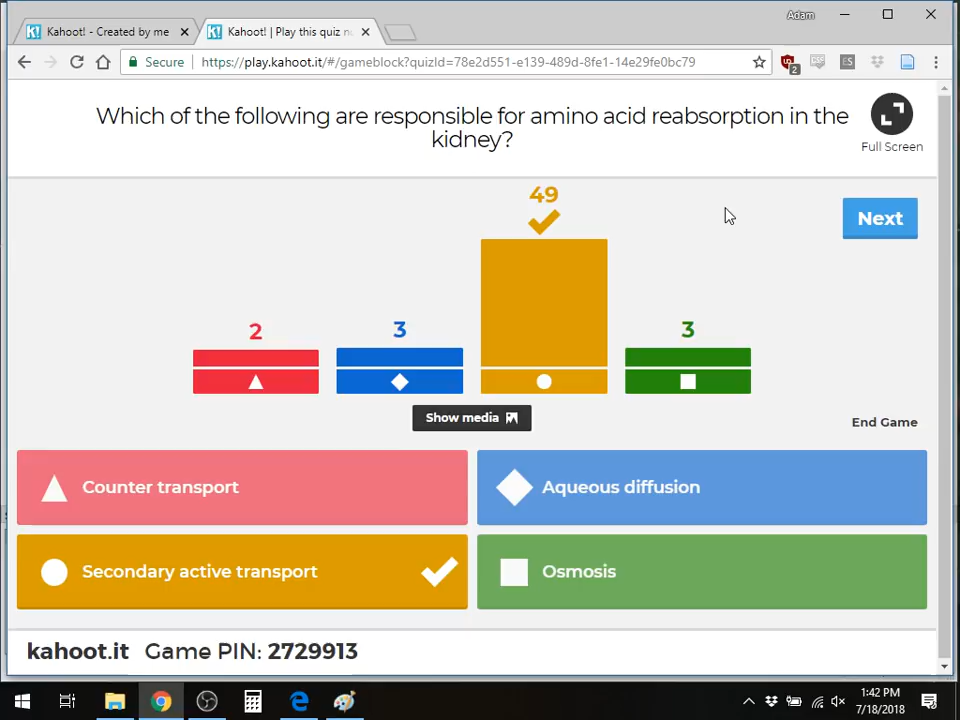 Adam
K! Kahoot! - Created by me
K! Kahoot! | Play this quiz n
Secure
https://play.kahoot.it/#/gameblock?quizId=78e2d551-e139-489d-8fe1-14e29fe0bc79
2
ES
Which of the following are responsible for amino acid reabsorption in the
kidney?
Full Screen
49
Next
2
3
3
Show media
End Game
Counter transport
Aqueous diffusion
Secondary active transport
Osmosis
kahoot.it Game PIN: 2729913
1:42 PM
7/18/2018